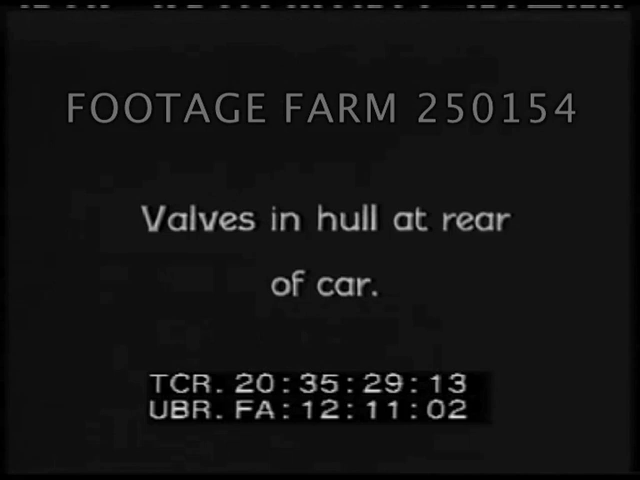 FOOTAGE FARM 250154
Valves in hull at rear
of car.
TCR. 20:35:29:13
UBR. FA:12:11:02